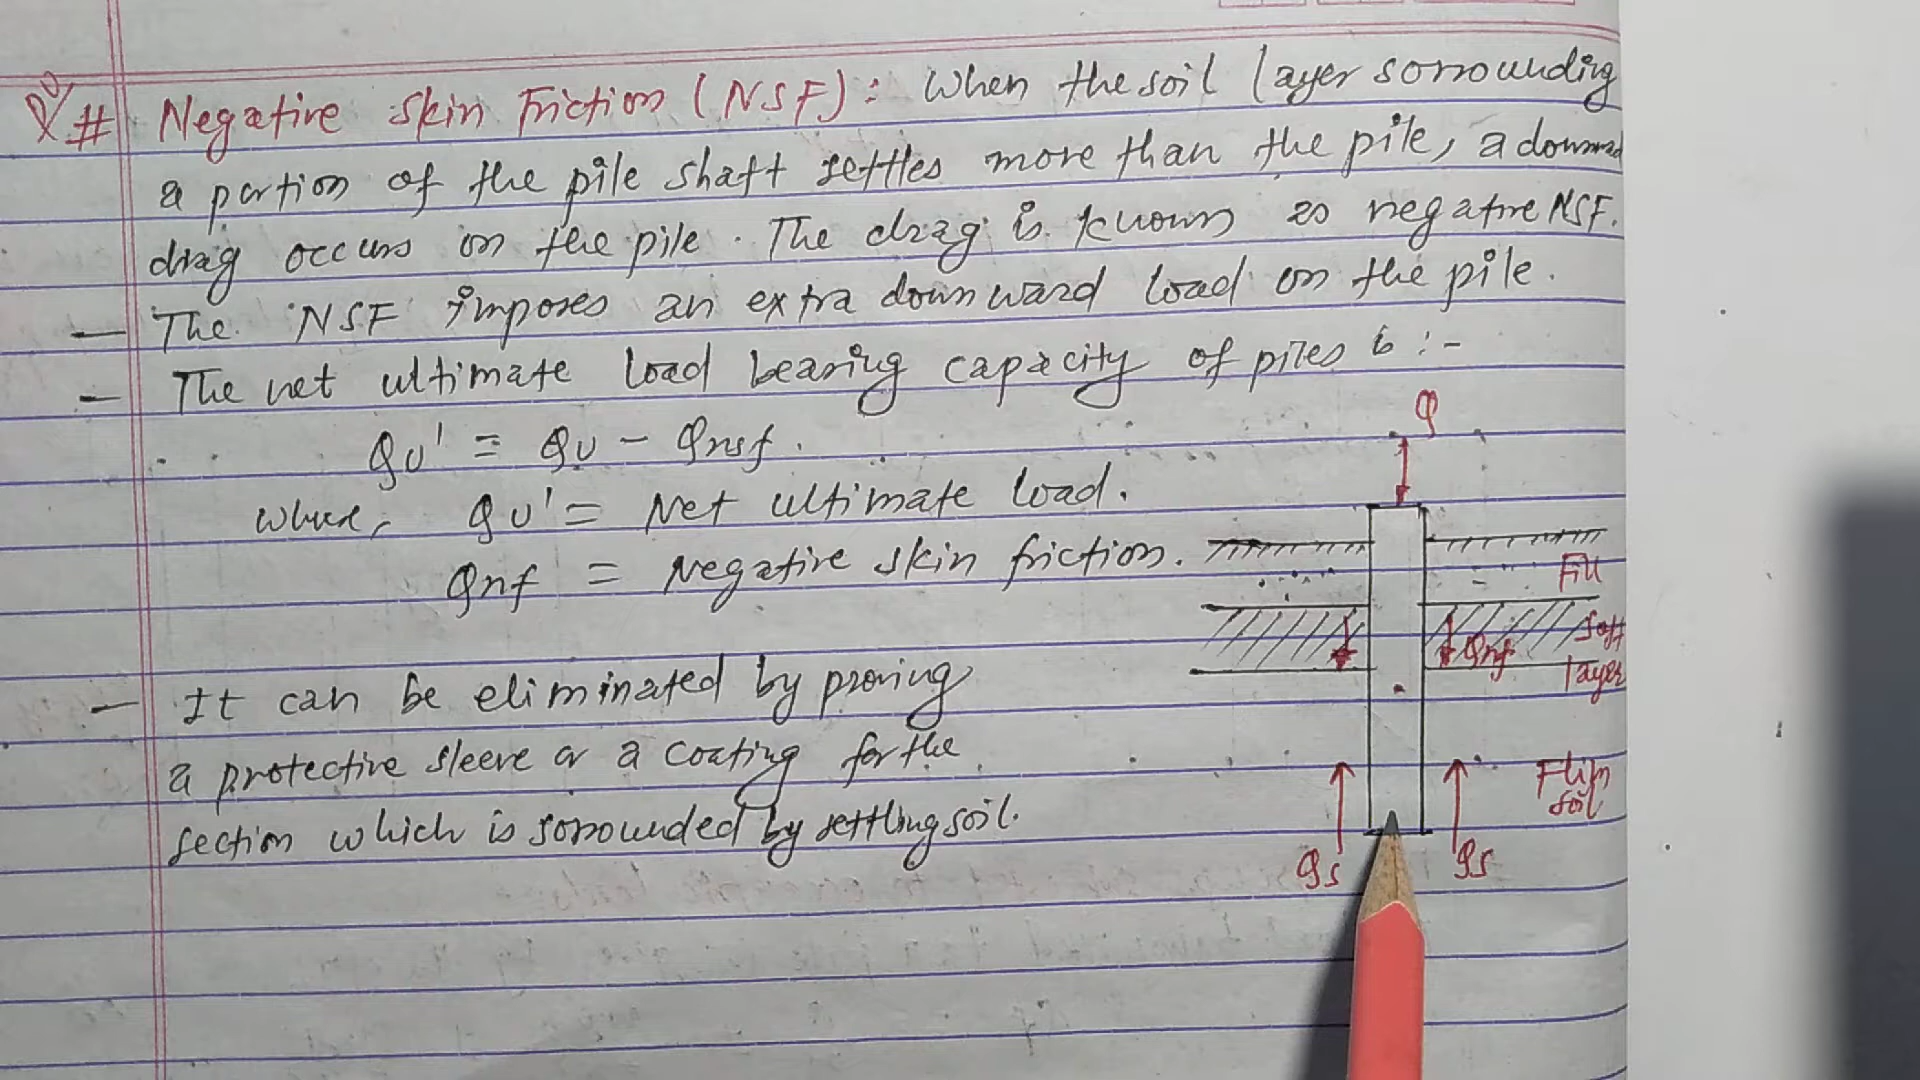 # Negative Skin Friction (NSF): When the soil layer sorrounding
a portion of the pile shaft settles more than the pile, a downward
drag occurs on the pile. The drag is known as negative NSF.
— The NSF imposes an extra downward load on the pile.
— The net ultimate load bearing capacity of piles is :-
Qu' = Qu - Qnsf.
where, Qu' = Net ultimate load.
Qnf = Negative skin friction.
— It can be eliminated by proving
a protective sleeve or a coating for the
section which is sorrounded by settling soil.
Q
Fill
Soft
layer
Qnf
soil
Qs
Qs